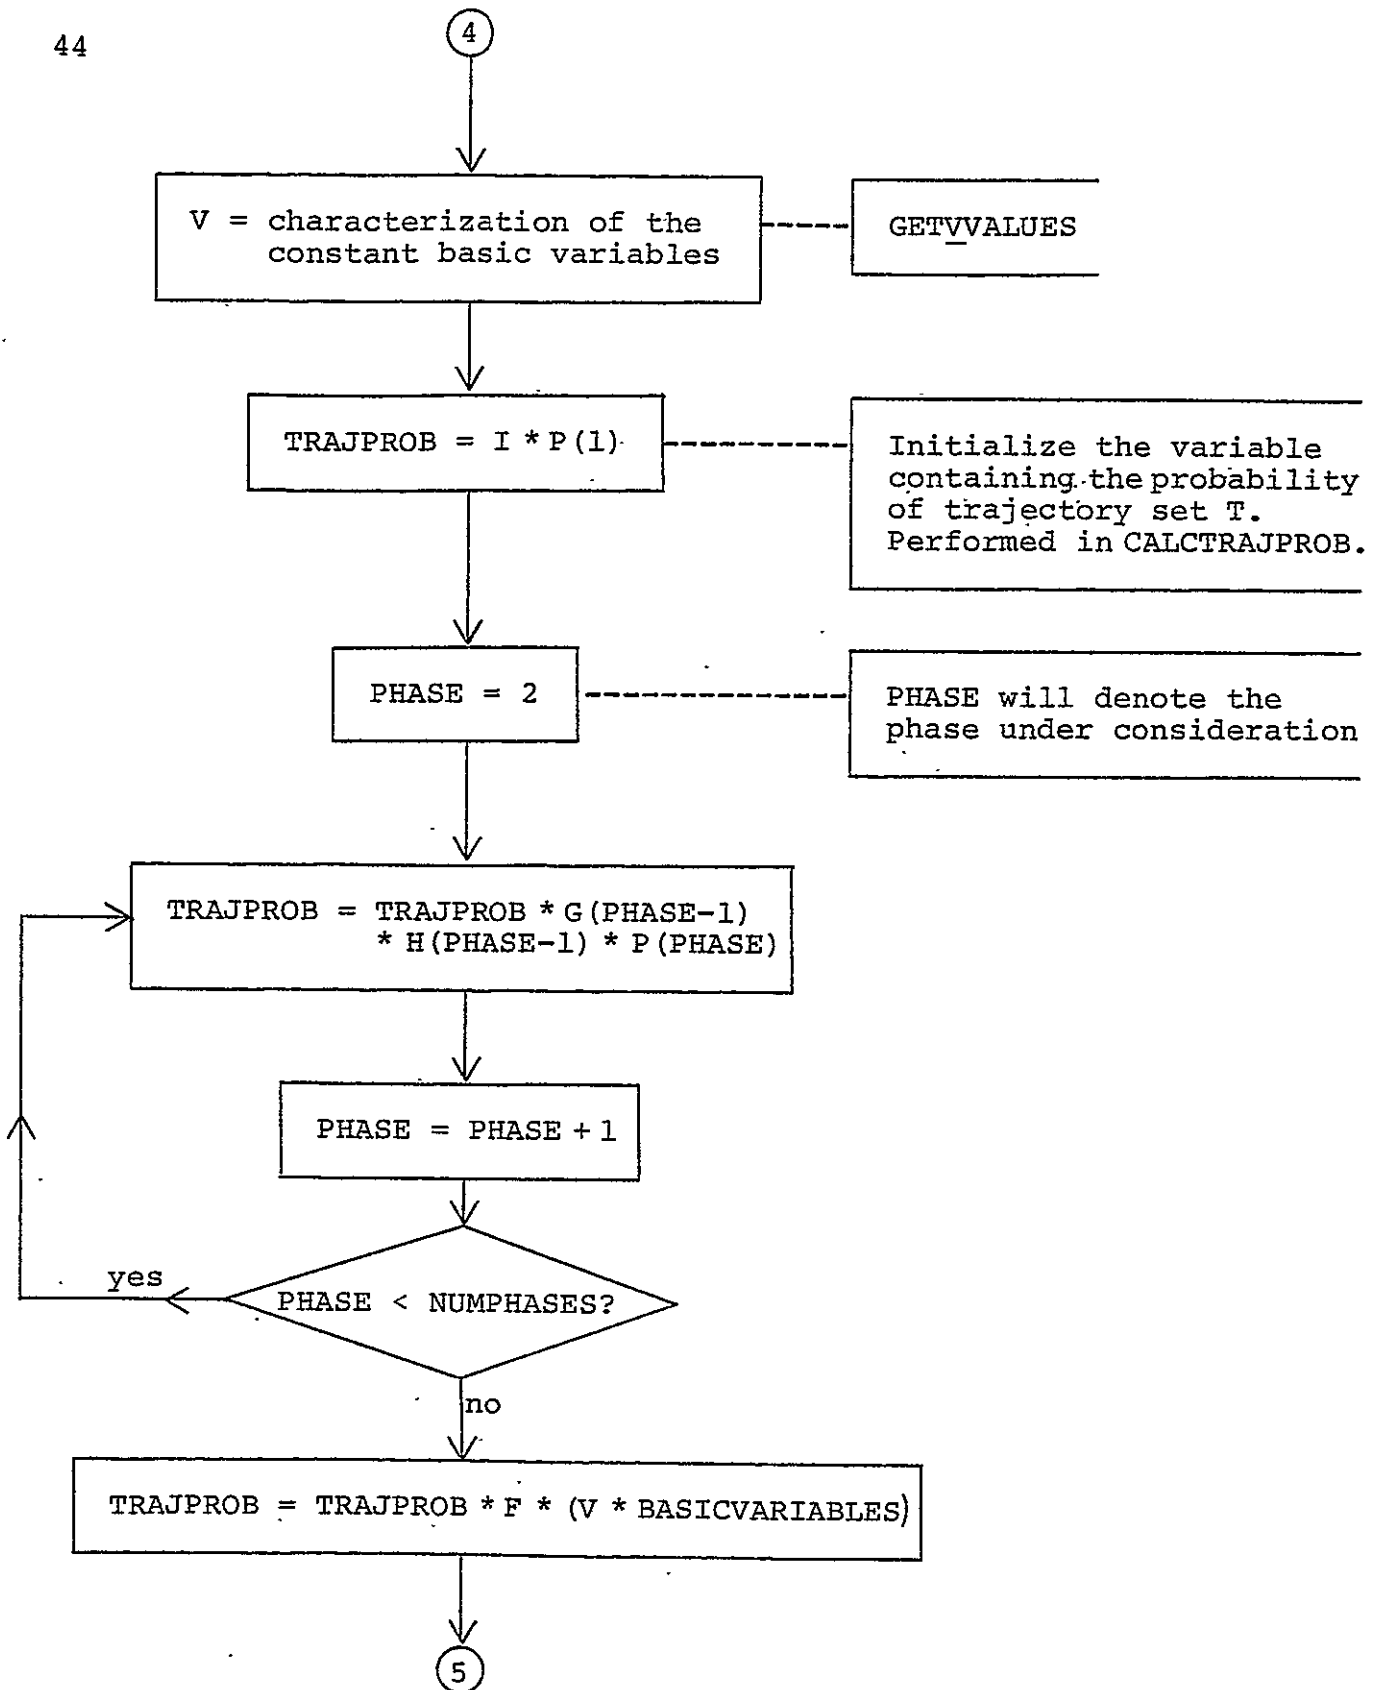 44
4
V = characterization of the
constant basic variables
GETVVALUES
TRAJPROB = I * P(1)
Initialize the variable
containing the probability
of trajectory set T.
Performed in CALCTRAJPROB.
PHASE = 2
PHASE will denote the
phase under consideration
TRAJPROB = TRAJPROB * G(PHASE-1)
* H(PHASE-1) * P(PHASE)
PHASE = PHASE + 1
yes
PHASE < NUMPHASES?
no
TRAJPROB = TRAJPROB * F * (V * BASICVARIABLES)
5